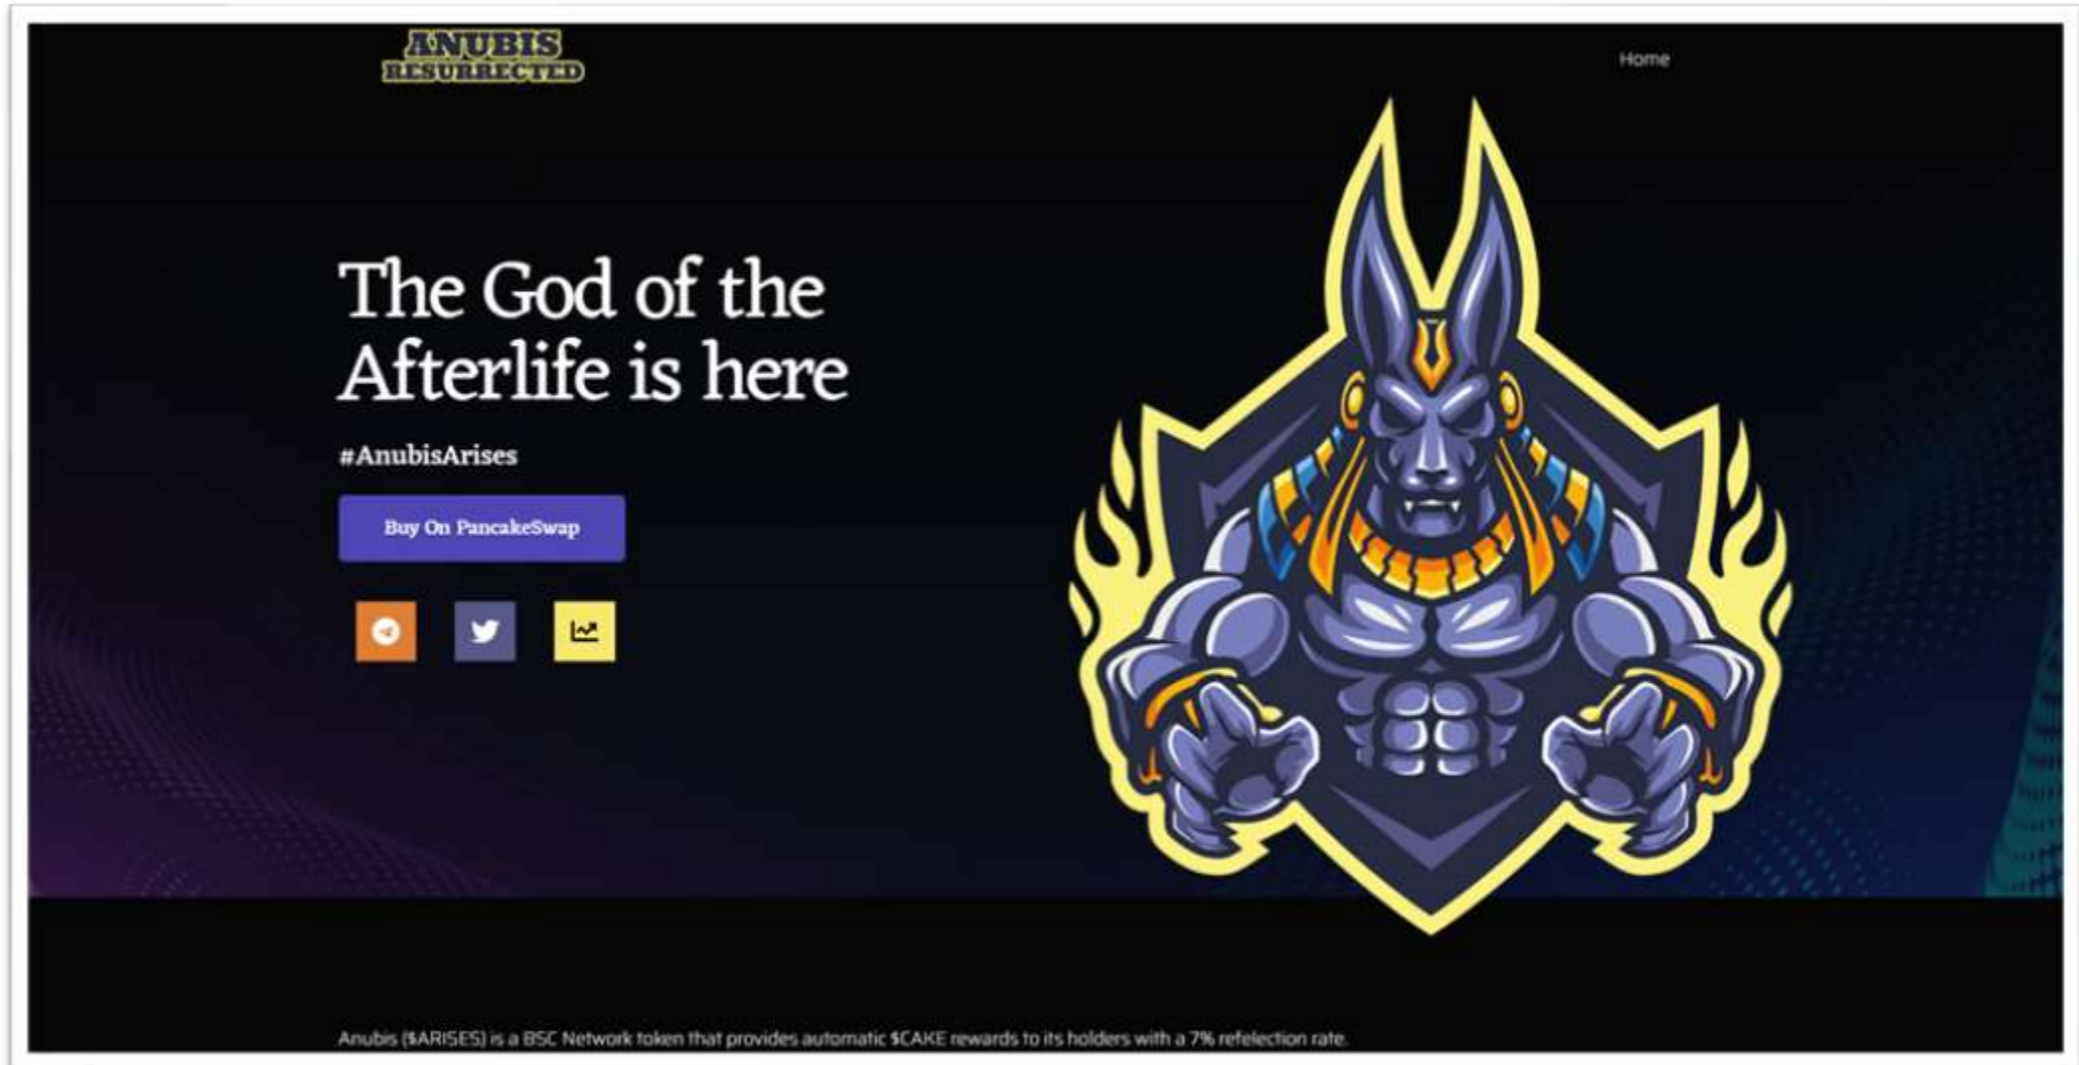 ANUBIS
RESURRECTED
Home
The God of the
Afterlife is here
#AnubisArises
Buy On PancakeSwap
Anubis ($ARISES) is a BSC Network token that provides automatic $CAKE rewards to its holders with a 7% refelection rate.